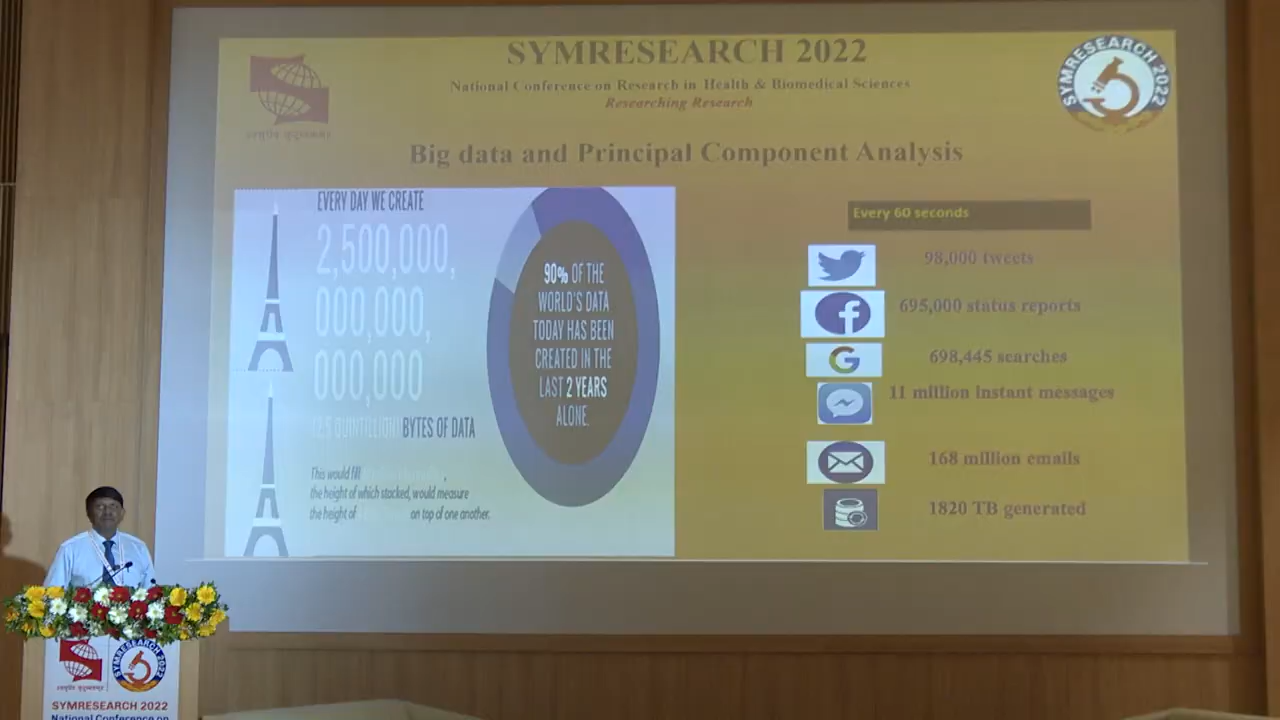 SYMRESEARCH 2022
National Conference on Research in Health & Biomedical Sciences
Researching Research
SYMRESEARCH 2022
Big data and Principal Component Analysis
EVERY DAY WE CREATE
2,500,000,
000,000,
000,000
BYTES OF DATA
This would fill
the height of which stacked, would measure
the height of on top of one another.
90% OF THE
WORLD'S DATA
TODAY HAS BEEN
CREATED IN THE
LAST 2 YEARS
ALONE.
Every 60 seconds
98,000 tweets
695,000 status reports
698,445 searches
11 million instant messages
168 million emails
1820 TB generated
SYMRESEARCH 2022
SYMRESEARCH 2022
National Conference on